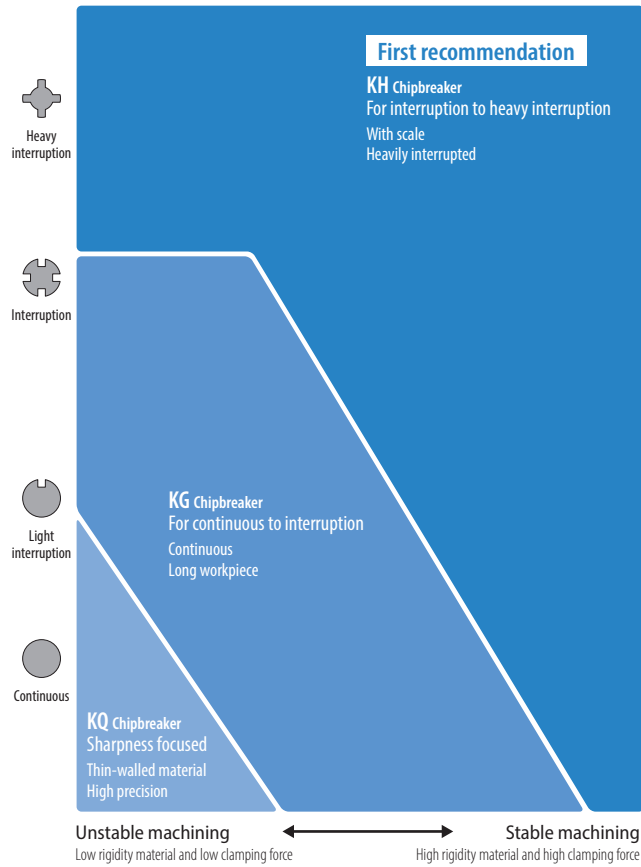 First recommendation
KH Chipbreaker
For interruption to heavy interruption
With scale
Heavily interrupted
Heavy
interruption
Interruption
KG Chipbreaker
For continuous to interruption
Continuous
Long workpiece
Light
interruption
Continuous
KQ Chipbreaker
Sharpness focused
Thin-walled material
High precision
Unstable machining
Low rigidity material and low clamping force
Stable machining
High rigidity material and high clamping force